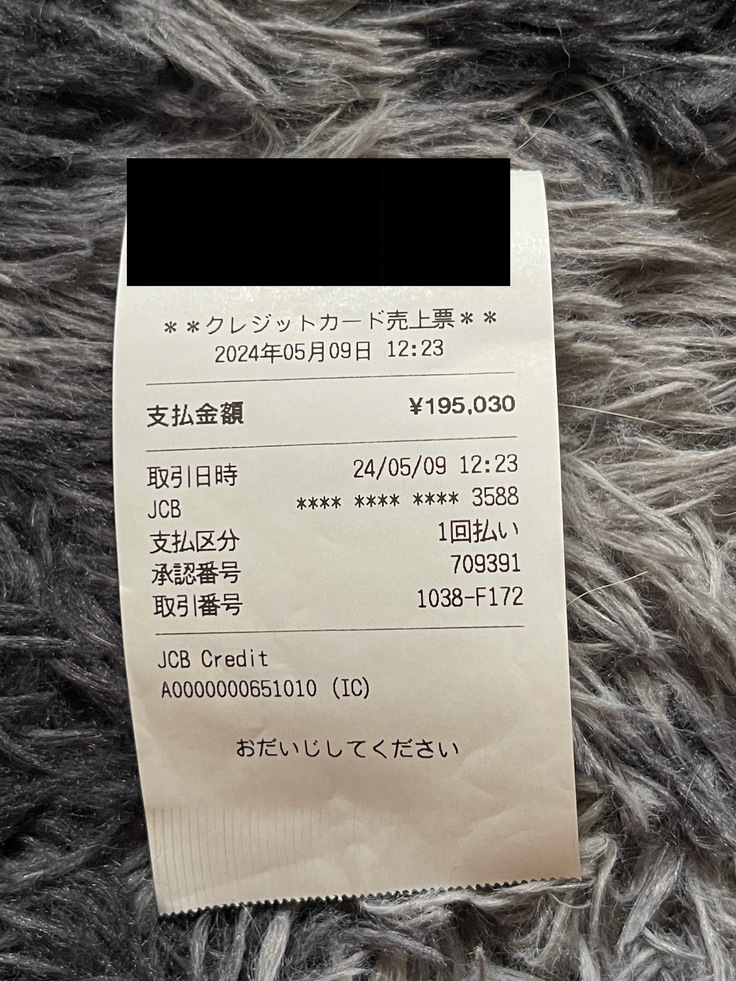 ＊＊クレジットカード売上票＊＊
2024年05月09日 12:23
支払金額 ¥195,030
取引日時 24/05/09 12:23
JCB **** **** **** 3588
支払区分 1回払い
承認番号 709391
取引番号 1038-F172
JCB Credit
A0000000651010 (IC)
おだいじしてください